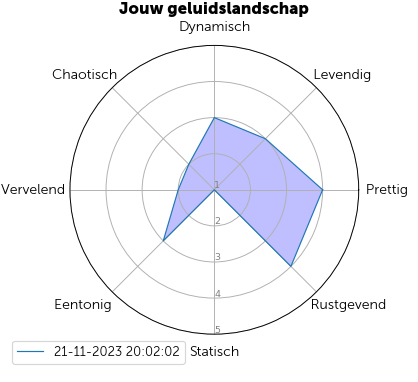 Jouw geluidslandschap
Dynamisch
Chaotisch
Levendig
Vervelend
1
Prettig
2
3
4
Eentonig
Rustgevend
5
21-11-2023 20:02:02
Statisch